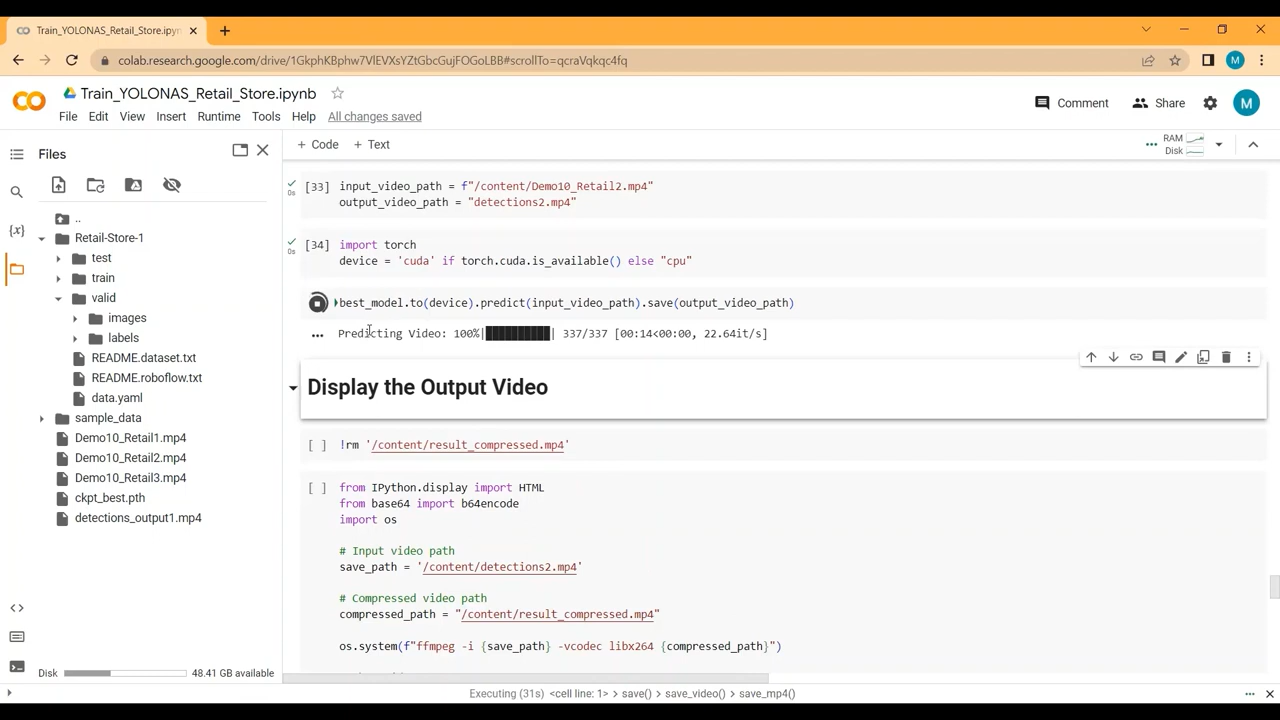 Train_YOLONAS_Retail_Store.ipyn
colab.research.google.com/drive/1GkphKBphw7VlEVXsYZtGbcGujFOGoLBB#scrollTo=qcraVqkqc4fq
M
Train_YOLONAS_Retail_Store.ipynb
File Edit View Insert Runtime Tools Help All changes saved
Comment Share M
Files
+ Code + Text
RAM
Disk
..
Retail-Store-1
test
train
valid
images
labels
README.dataset.txt
README.roboflow.txt
data.yaml
sample_data
Demo10_Retail1.mp4
Demo10_Retail2.mp4
Demo10_Retail3.mp4
ckpt_best.pth
detections_output1.mp4
Disk 48.41 GB available
[33] input_video_path = f"/content/Demo10_Retail2.mp4"
0s
output_video_path = "detections2.mp4"
[34] import torch
0s
device = 'cuda' if torch.cuda.is_available() else "cpu"
best_model.to(device).predict(input_video_path).save(output_video_path)
Predicting Video: 100%|██████████| 337/337 [00:14<00:00, 22.64it/s]
Display the Output Video
[ ] !rm '/content/result_compressed.mp4'
[ ] from IPython.display import HTML
from base64 import b64encode
import os
# Input video path
save_path = '/content/detections2.mp4'
# Compressed video path
compressed_path = "/content/result_compressed.mp4"
os.system(f"ffmpeg -i {save_path} -vcodec libx264 {compressed_path}")
Executing (31s) <cell line: 1> > save() > save_video() > save_mp4()